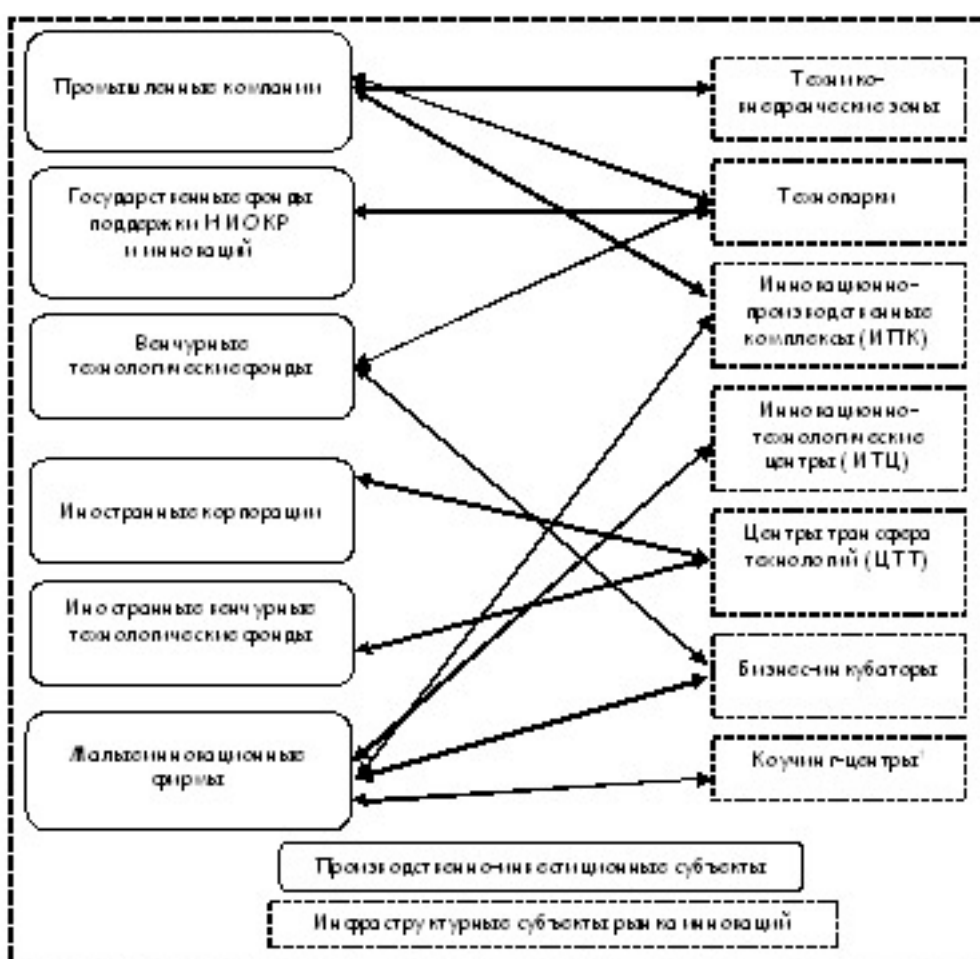 Промышленные компании
Государственные фонды
поддержки НИОКР
и инноваций
Венчурные
технологические фонды
Иностранные корпорации
Иностранные венчурные
технологические фонды
Малые инновационные
фирмы
Технико-
внедренческие зоны
Технопарки
Инновационно-
производственные
комплексы (ИПК)
Инновационно-
технологические
центры (ИТЦ)
Центры трансфера
технологий (ЦТТ)
Бизнес-инкубаторы
Коучинг-центры¹
Производственно-инвестиционные субъекты
Инфраструктурные субъекты рынка инноваций